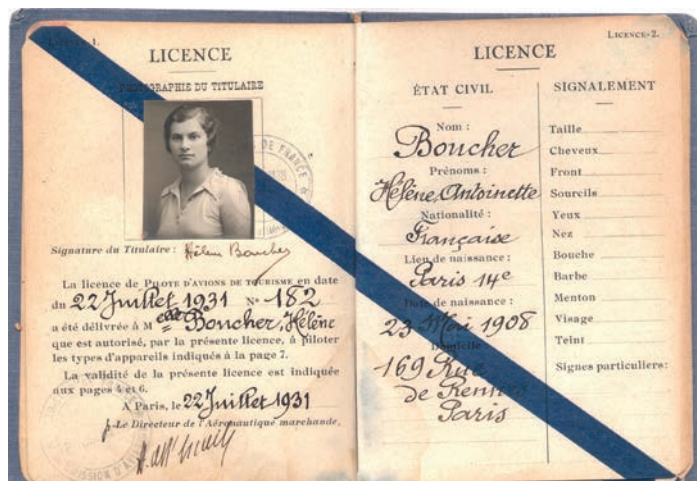 LICENCE-1.
LICENCE
PHOTOGRAPHIE DU TITULAIRE
DE FRANCE
Signature du Titulaire : Hélène Boucher
La licence de PILOTE D'AVIONS DE TOURISME en date
du 22 Juillet 1931 N° 182
a été délivrée à Melle Boucher, Hélène
que est autorisé, par la présente licence, à piloter
les types d'appareils indiqués à la page 7.
La validité de la présente licence est indiquée
aux pages 4 et 6.
A Paris, le 22 Juillet 1931
p. Le Directeur de l'Aéronautique marchande,
LICENCE-2.
LICENCE
ÉTAT CIVIL
Nom :
Boucher
Prénoms :
Hélène, Antoinette
Nationalité :
Française
Lieu de naissance :
Paris 14e
Date de naissance :
23 Mai 1908
Domicile
169 Rue
de Rennes
Paris
SIGNALEMENT
Taille
Cheveux
Front
Sourcils
Yeux
Nez
Bouche
Barbe
Menton
Visage
Teint
Signes particuliers: